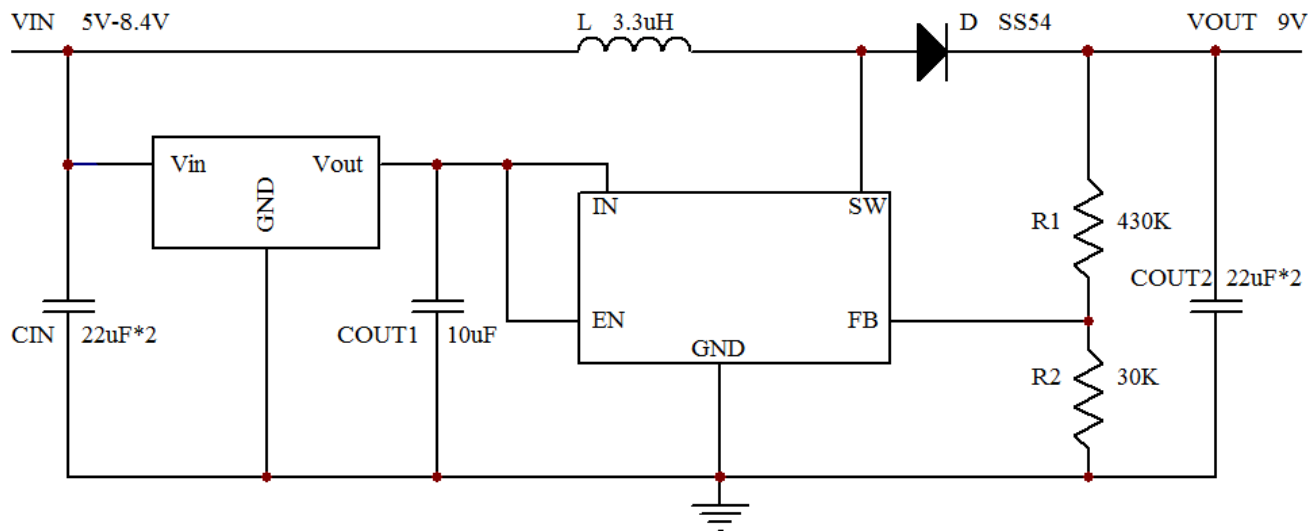 VIN 5V-8.4V
L 3.3uH
D SS54
VOUT 9V
Vin
Vout
GND
IN
SW
R1 430K
COUT2 22uF*2
CIN 22uF*2
COUT1 10uF
EN
FB
GND
R2 30K